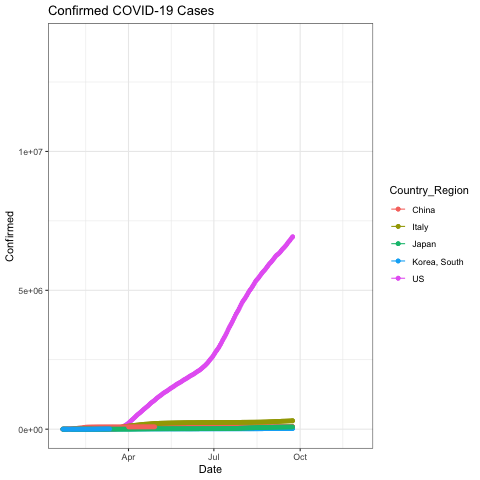 Confirmed COVID-19 Cases
1e+07
5e+06
0e+00
Confirmed
Apr
Jul
Oct
Date
Country_Region
China
Italy
Japan
Korea, South
US